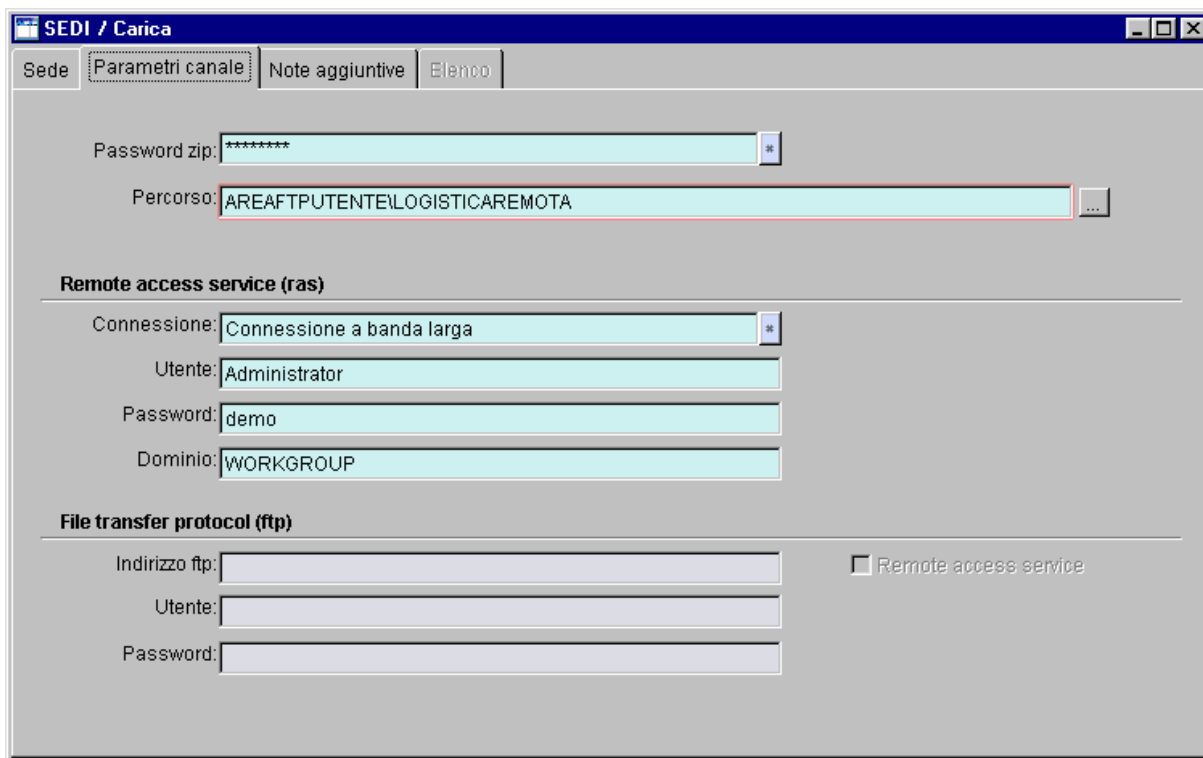 SEDI / Carica
Sede Parametri canale Note aggiuntive Elenco
Password zip: ********
Percorso: AREAFTPUTENTE\LOGISTICAREMOTA ...
Remote access service (ras)
Connessione: Connessione a banda larga
Utente: Administrator
Password: demo
Dominio: WORKGROUP
File transfer protocol (ftp)
Indirizzo ftp: Remote access service
Utente:
Password: